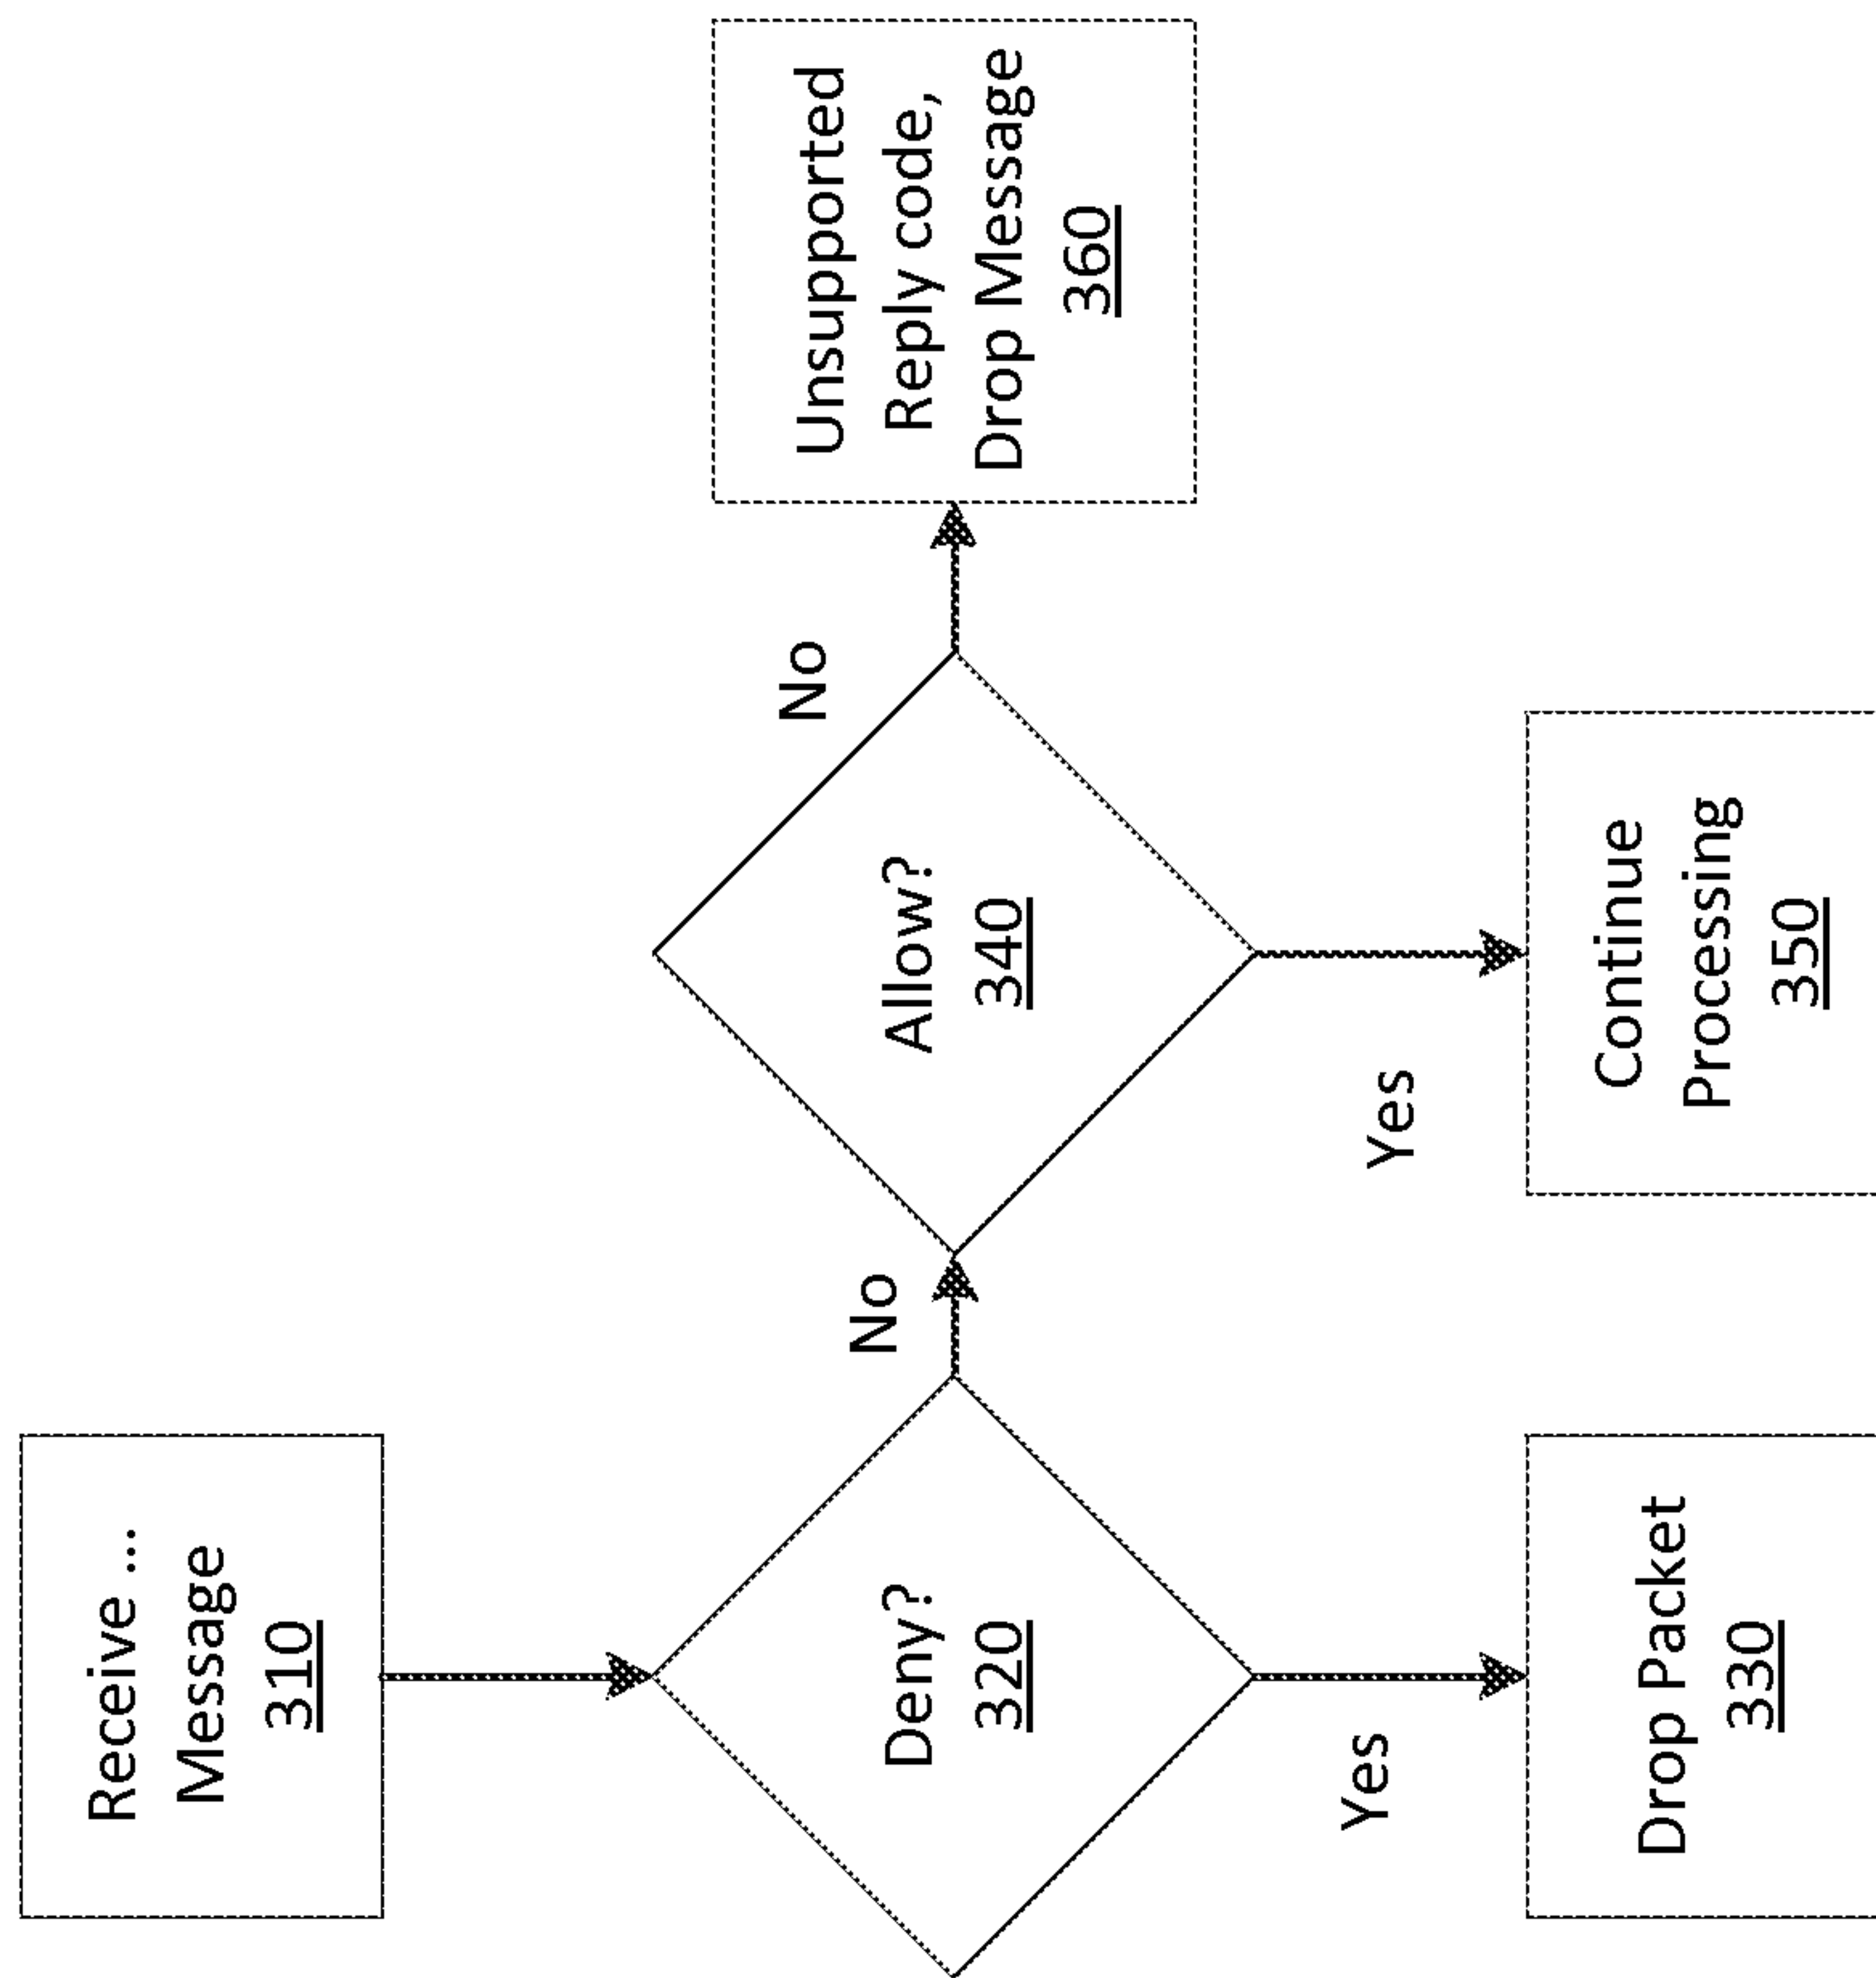 Receive ...
Message
310
Deny?
320
No
Yes
Drop Packet
330
Allow?
340
No
Yes
Continue
Processing
350
Unsupported
Reply code,
Drop Message
360